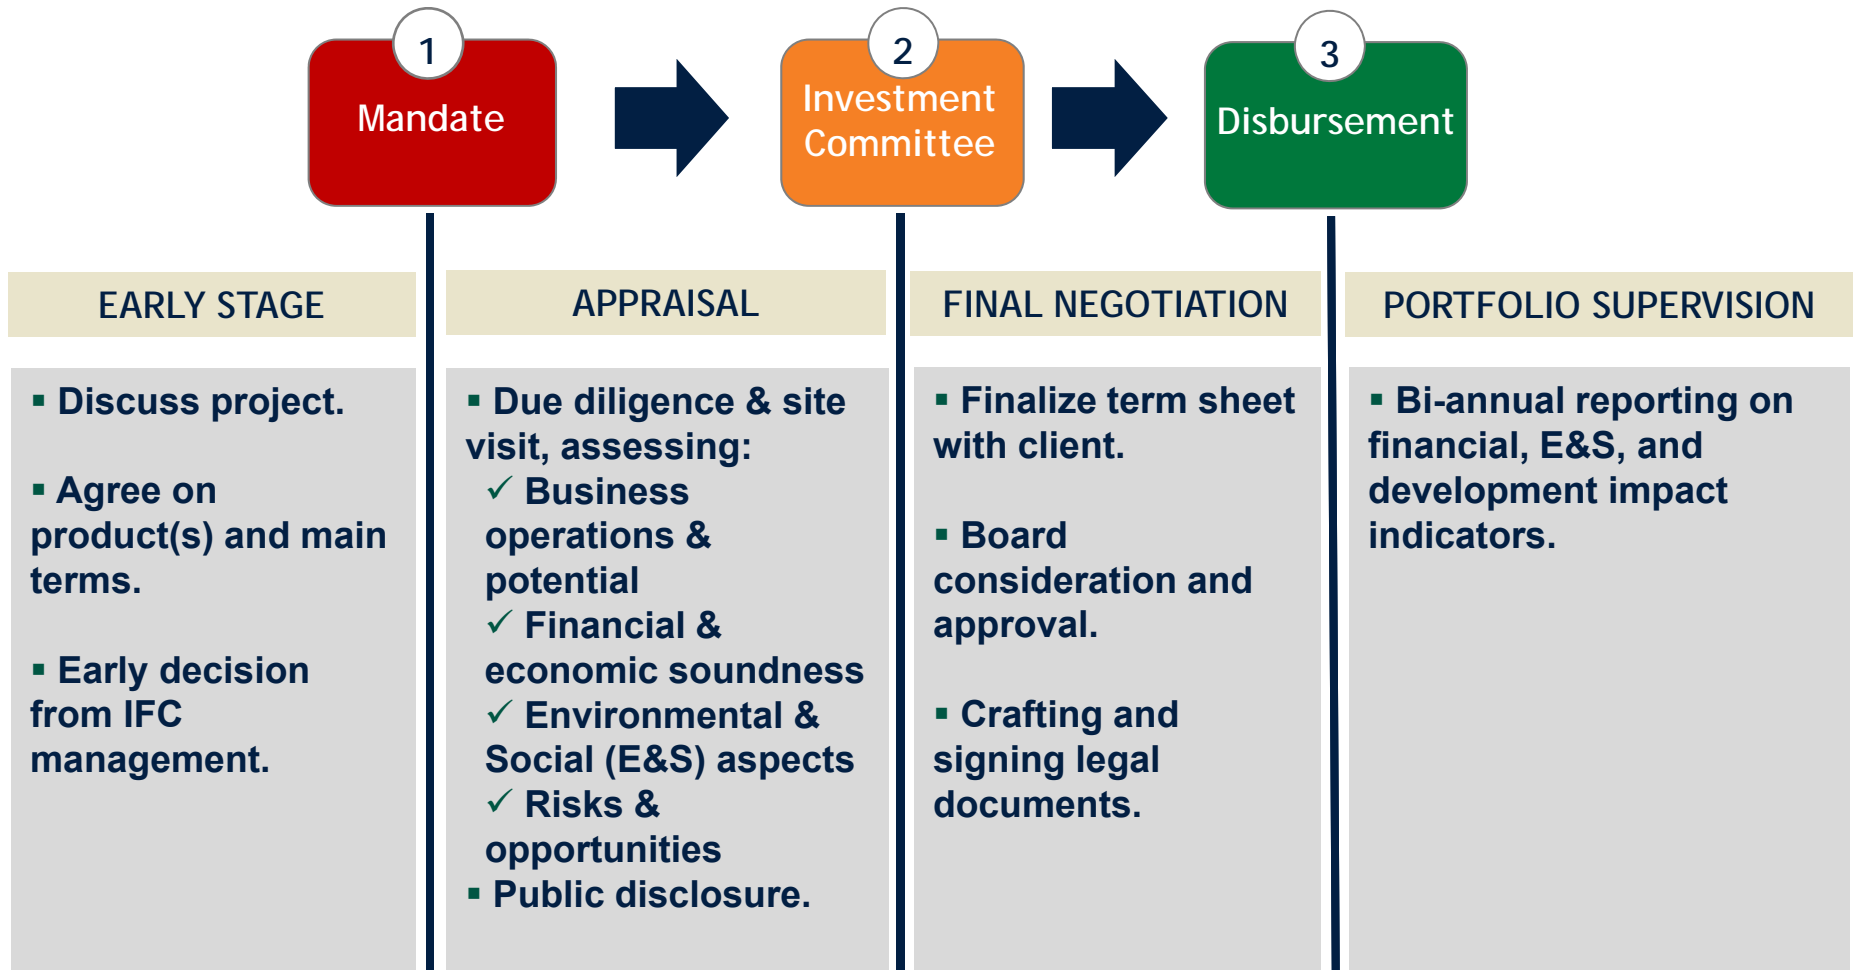 1
Mandate
2
Investment
Committee
3
Disbursement
EARLY STAGE
▪ Discuss project.
▪ Agree on
product(s) and main
terms.
▪ Early decision
from IFC
management.
APPRAISAL
▪ Due diligence & site
visit, assessing:
✓ Business
operations &
potential
✓ Financial &
economic soundness
✓ Environmental &
Social (E&S) aspects
✓ Risks &
opportunities
▪ Public disclosure.
FINAL NEGOTIATION
▪ Finalize term sheet
with client.
▪ Board
consideration and
approval.
▪ Crafting and
signing legal
documents.
PORTFOLIO SUPERVISION
▪ Bi-annual reporting on
financial, E&S, and
development impact
indicators.